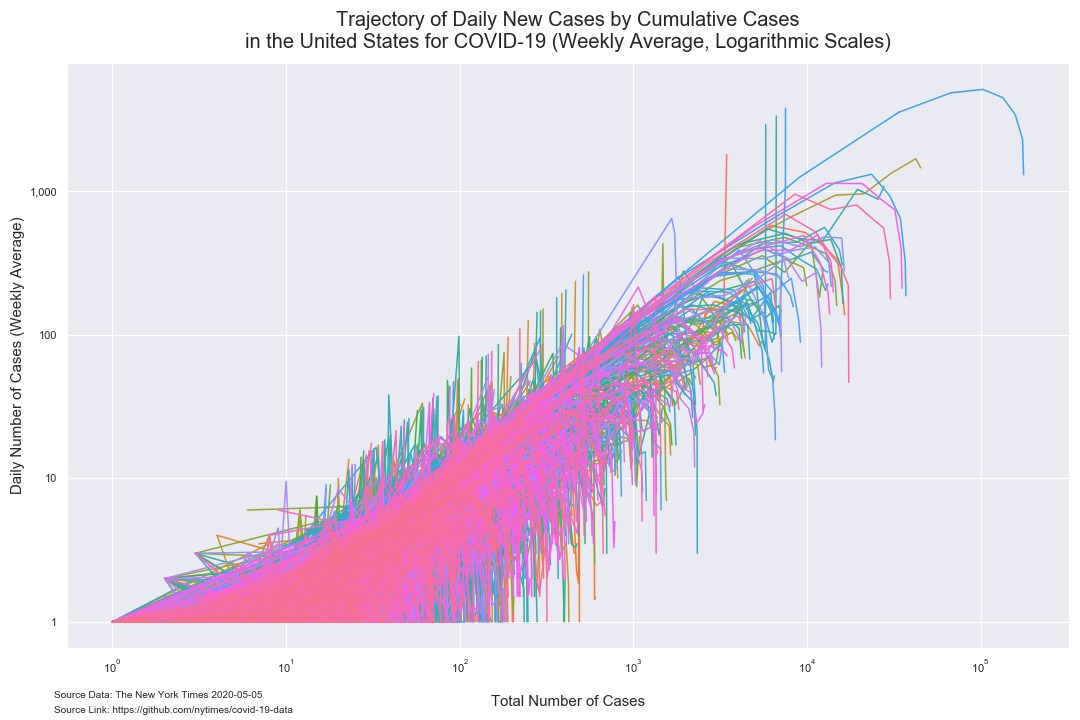 Trajectory of Daily New Cases by Cumulative Cases
in the United States for COVID-19 (Weekly Average, Logarithmic Scales)
Daily Number of Cases (Weekly Average)
1,000
100
10
1
10⁰
10¹
10²
10³
10⁴
10⁵
Total Number of Cases
Source Data: The New York Times 2020-05-05
Source Link: https://github.com/nytimes/covid-19-data